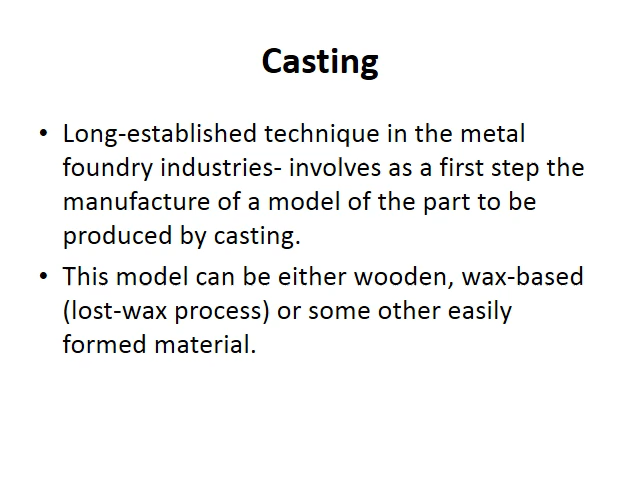 Casting
• Long-established technique in the metal
foundry industries- involves as a first step the
manufacture of a model of the part to be
produced by casting.
• This model can be either wooden, wax-based
(lost-wax process) or some other easily
formed material.